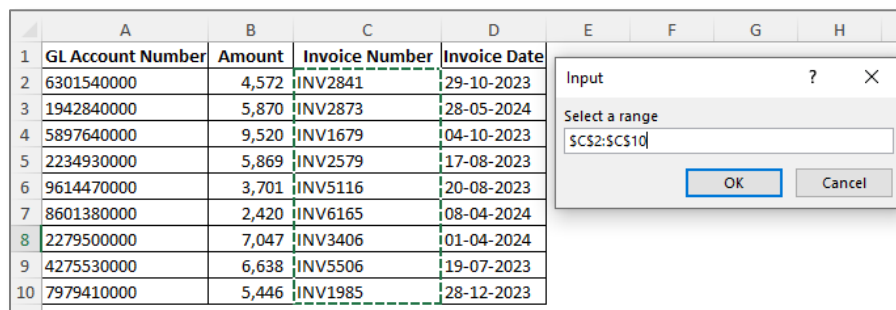 A B C D E F G H
1 GL Account Number Amount Invoice Number Invoice Date
2 6301540000 4,572 INV2841 29-10-2023
3 1942840000 5,870 INV2873 28-05-2024
4 5897640000 9,520 INV1679 04-10-2023
5 2234930000 5,869 INV2579 17-08-2023
6 9614470000 3,701 INV5116 20-08-2023
7 8601380000 2,420 INV6165 08-04-2024
8 2279500000 7,047 INV3406 01-04-2024
9 4275530000 6,638 INV5506 19-07-2023
10 7979410000 5,446 INV1985 28-12-2023
Input ? ×
Select a range
$C$2:$C$10
OK Cancel